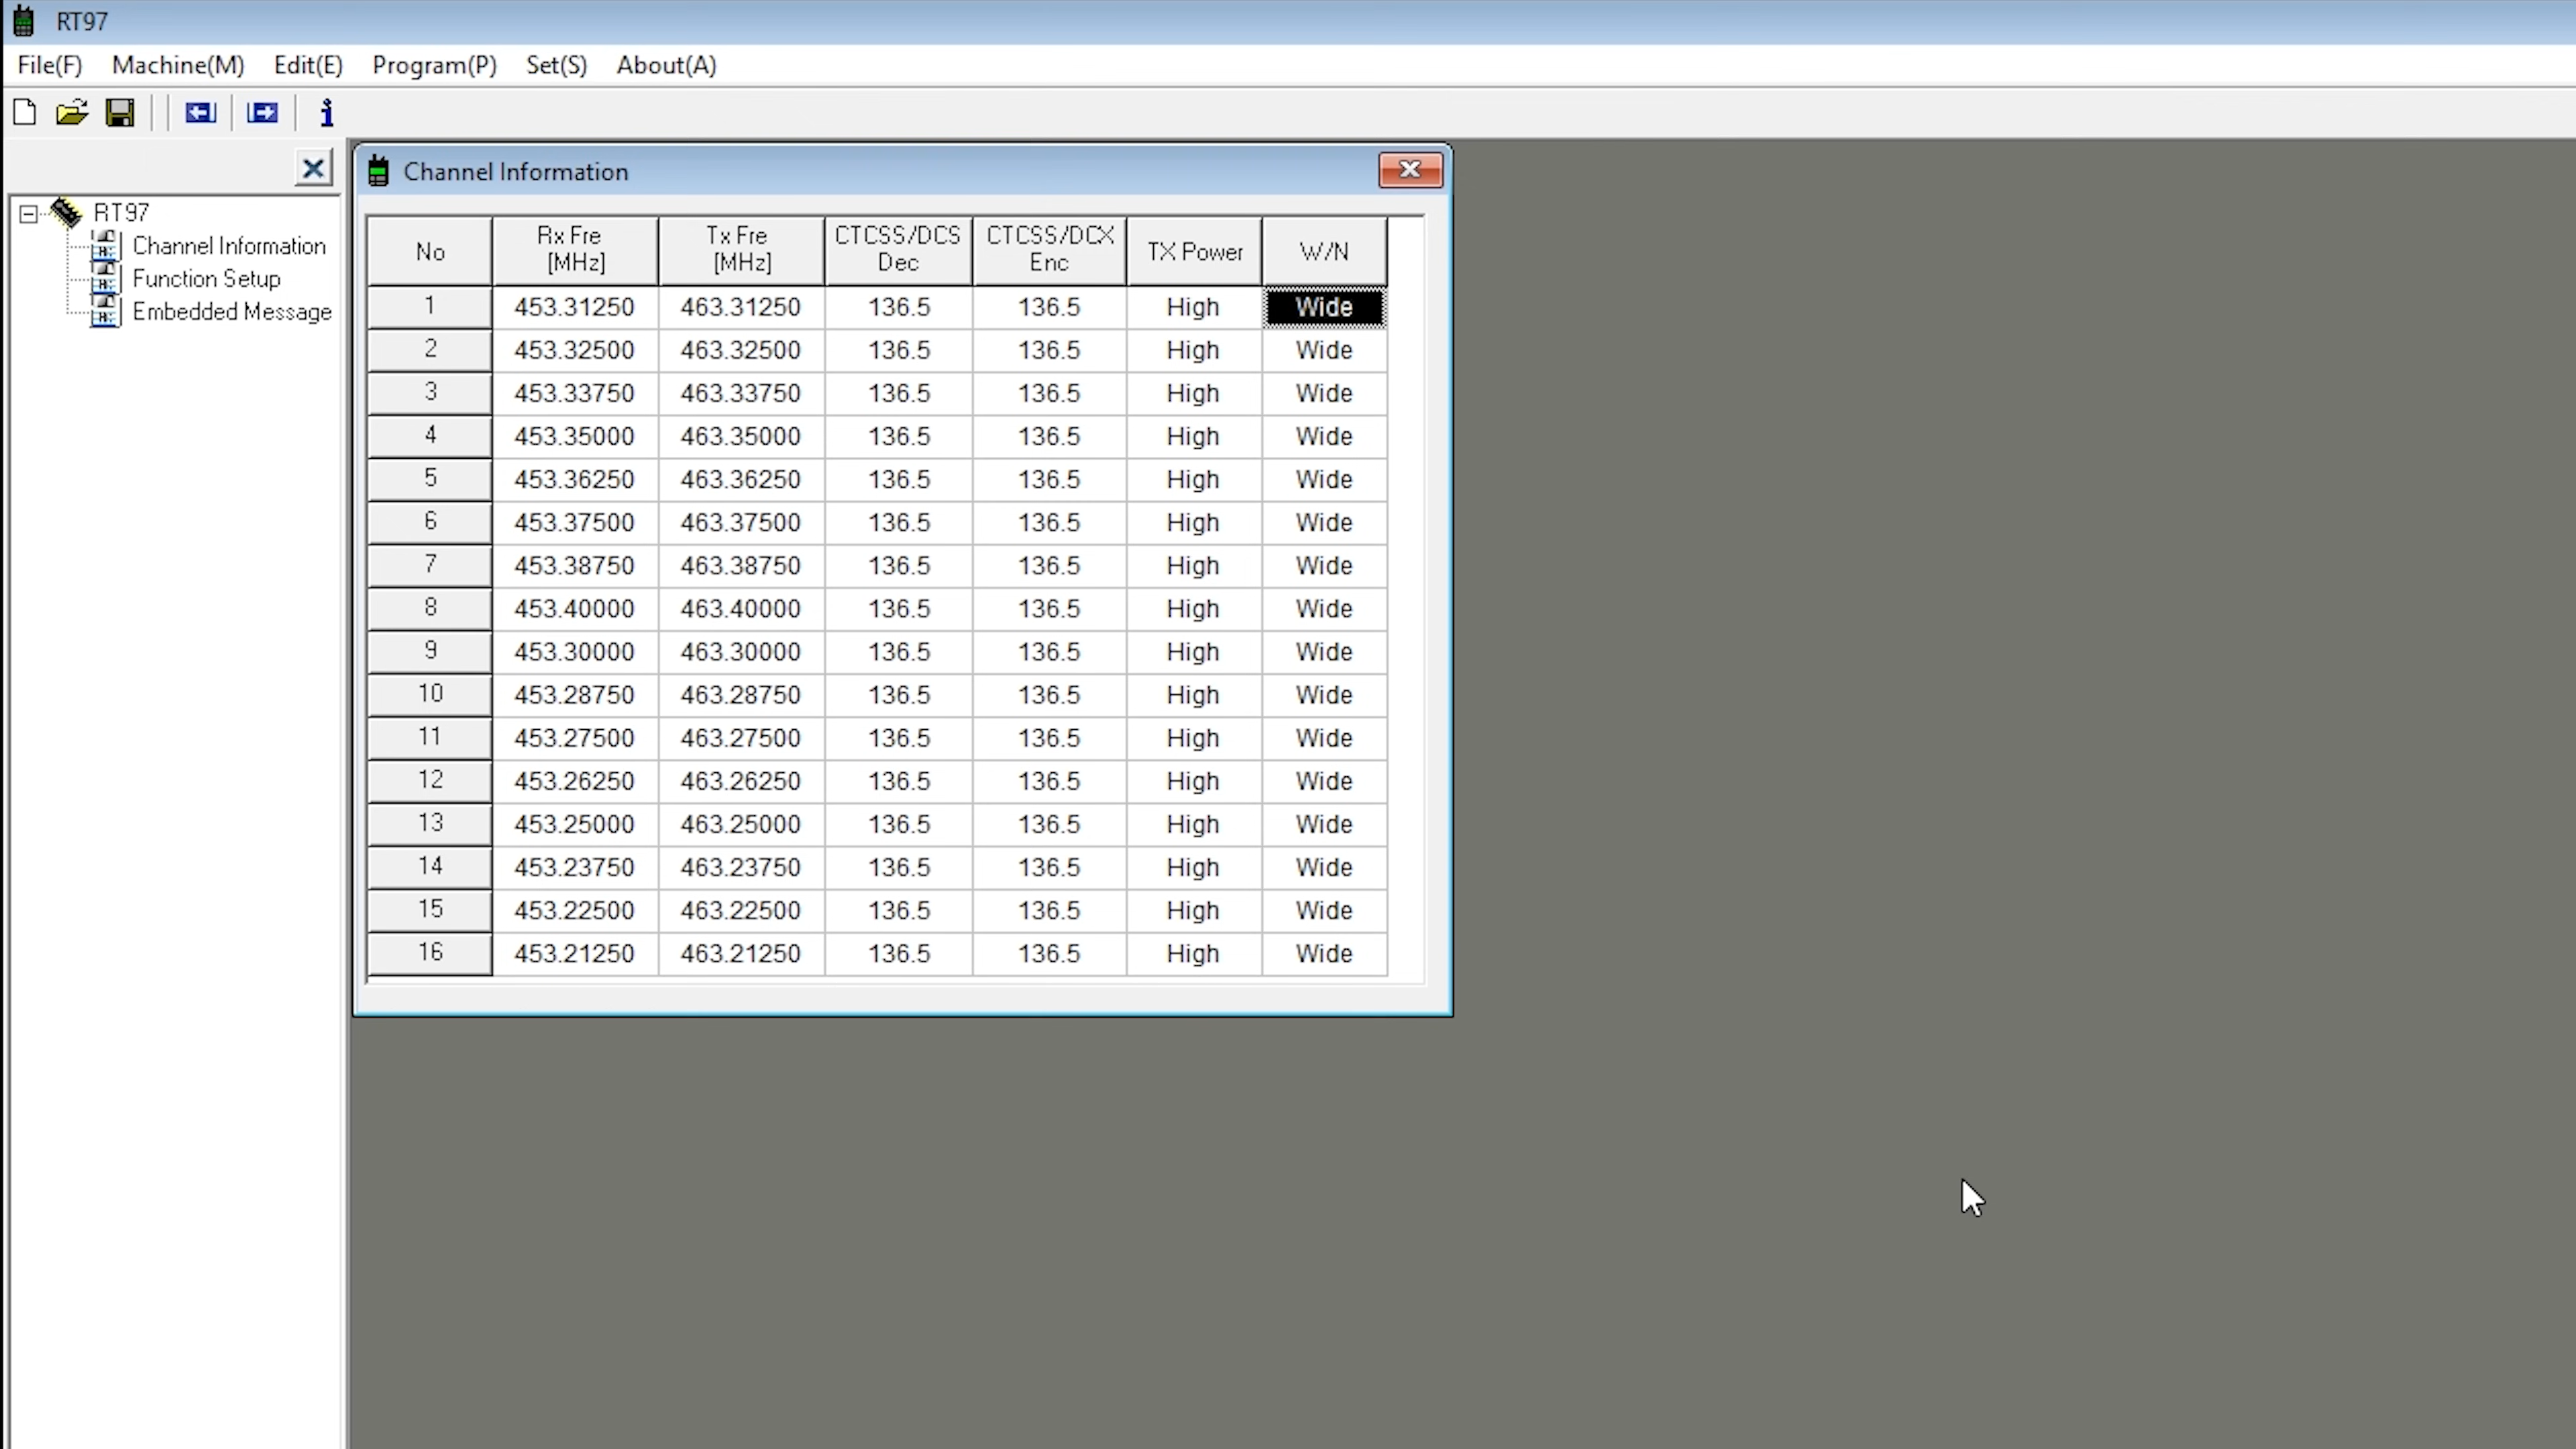 RT97
File(F) Machine(M) Edit(E) Program(P) Set(S) About(A)
RT97
Channel Information
Function Setup
Embedded Message
Channel Information
No Rx Fre [MHz] Tx Fre [MHz] CTCSS/DCS Dec CTCSS/DCX Enc TX Power W/N
1 453.31250 463.31250 136.5 136.5 High Wide
2 453.32500 463.32500 136.5 136.5 High Wide
3 453.33750 463.33750 136.5 136.5 High Wide
4 453.35000 463.35000 136.5 136.5 High Wide
5 453.36250 463.36250 136.5 136.5 High Wide
6 453.37500 463.37500 136.5 136.5 High Wide
7 453.38750 463.38750 136.5 136.5 High Wide
8 453.40000 463.40000 136.5 136.5 High Wide
9 453.30000 463.30000 136.5 136.5 High Wide
10 453.28750 463.28750 136.5 136.5 High Wide
11 453.27500 463.27500 136.5 136.5 High Wide
12 453.26250 463.26250 136.5 136.5 High Wide
13 453.25000 463.25000 136.5 136.5 High Wide
14 453.23750 463.23750 136.5 136.5 High Wide
15 453.22500 463.22500 136.5 136.5 High Wide
16 453.21250 463.21250 136.5 136.5 High Wide